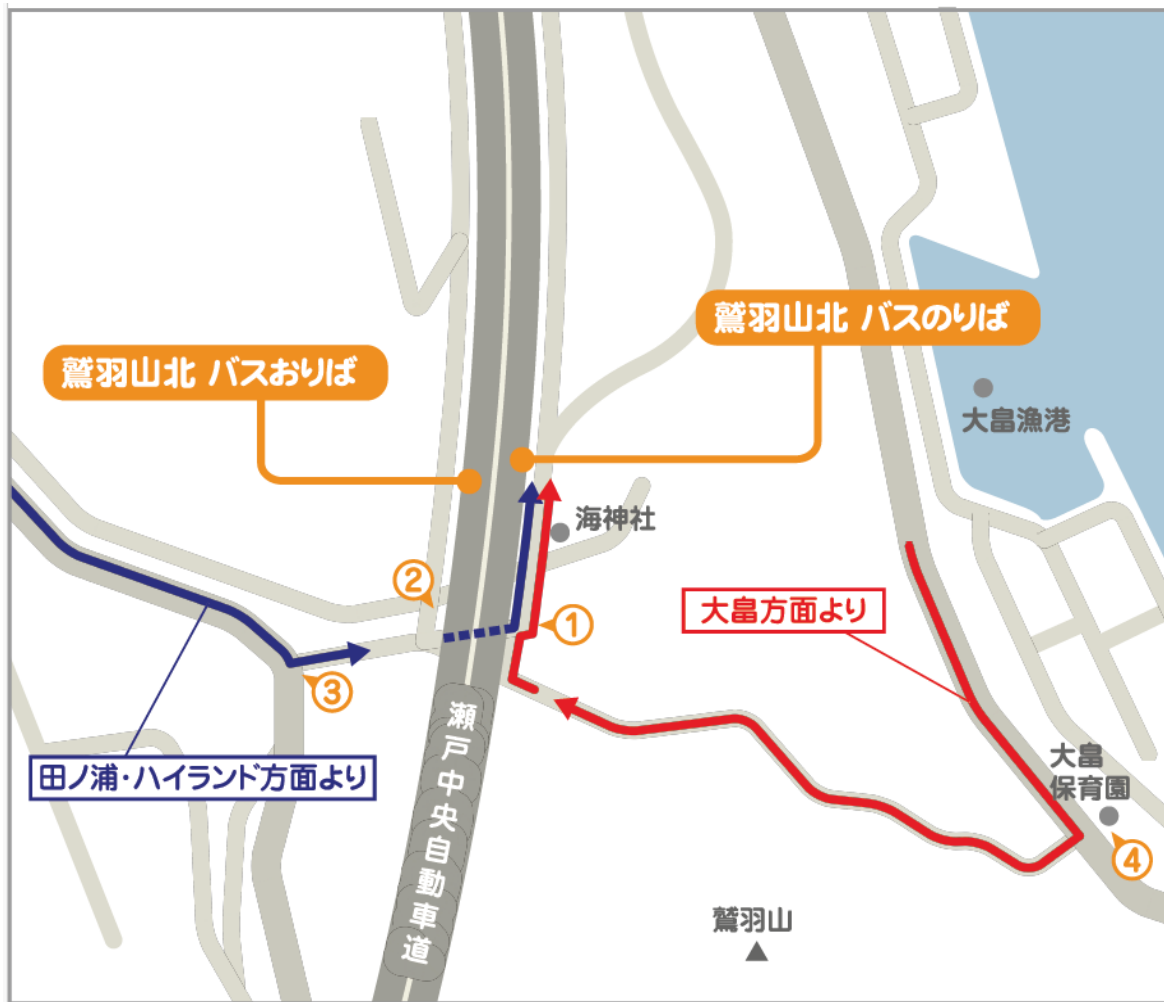 鷲羽山北 バスのりば
鷲羽山北 バスおりば
大畠漁港
海神社
②
①
大畠方面より
③
瀬戸中央自動車道
田ノ浦・ハイランド方面より
大畠
保育園
④
鷲羽山